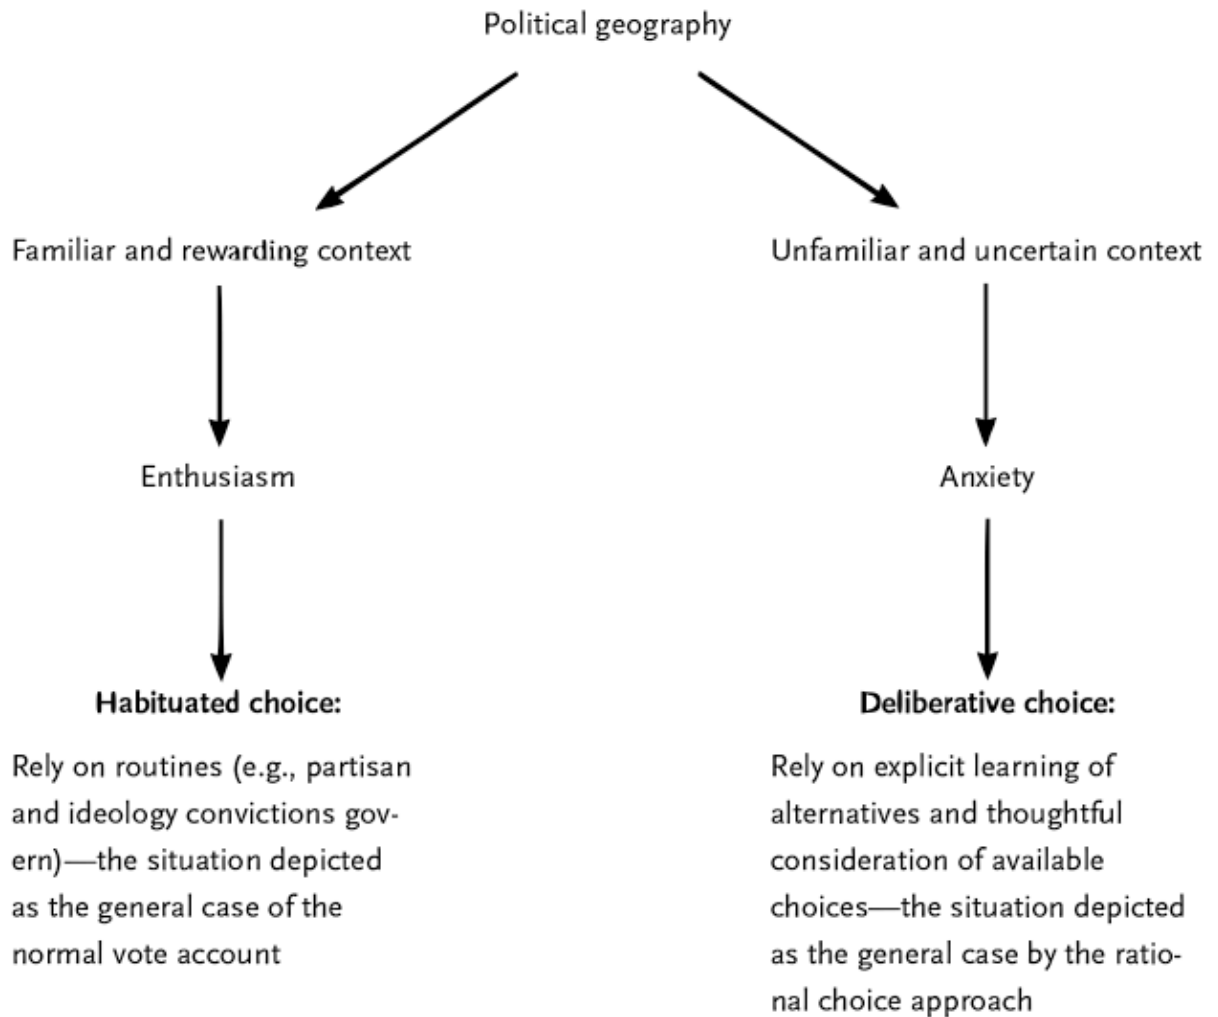 Political geography
Familiar and rewarding context
Unfamiliar and uncertain context
Enthusiasm
Anxiety
Habituated choice:
Rely on routines (e.g., partisan
and ideology convictions gov-
ern)—the situation depicted
as the general case of the
normal vote account
Deliberative choice:
Rely on explicit learning of
alternatives and thoughtful
consideration of available
choices—the situation depicted
as the general case by the ratio-
nal choice approach